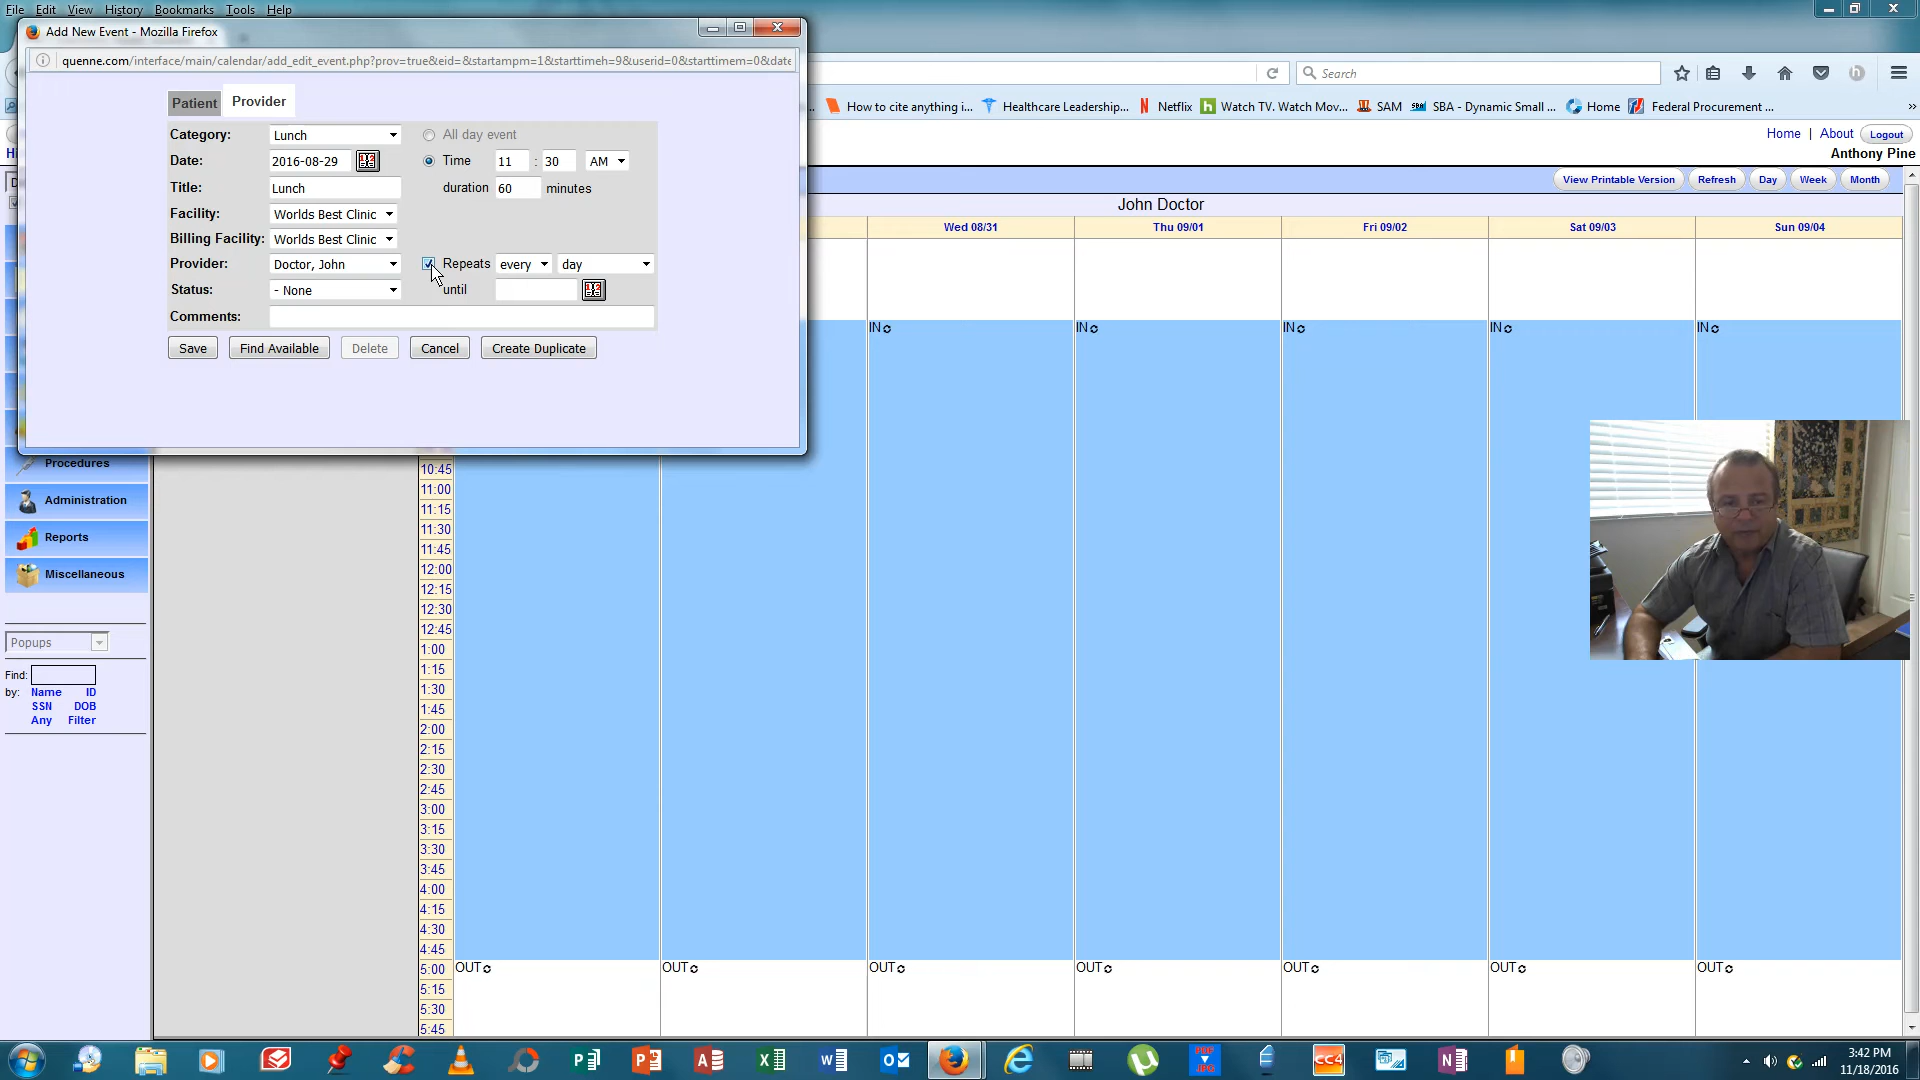 File Edit View History Bookmarks Tools Help
Add New Event - Mozilla Firefox
quenne.com/interface/main/calendar/add_edit_event.php?prov=true&eid=&startampm=1&starttimeh=9&userid=0&starttimem=0&date
Search
How to cite anything i... Healthcare Leadership... Netflix Watch TV. Watch Mov... SAM SBA - Dynamic Small ... Home Federal Procurement ...
Home | About Logout
Anthony Pine
View Printable Version Refresh Day Week Month
John Doctor
Wed 08/31 Thu 09/01 Fri 09/02 Sat 09/03 Sun 09/04
Patient Provider
Category: Lunch All day event
Date: 2016-08-29 Time 11 : 30 AM
Title: Lunch duration 60 minutes
Facility: Worlds Best Clinic
Billing Facility: Worlds Best Clinic
Provider: Doctor, John Repeats every day
Status: - None until
Comments:
Save Find Available Delete Cancel Create Duplicate
IN IN IN IN IN
Procedures
Administration
Reports
Miscellaneous
Popups
Find:
by: Name ID
SSN DOB
Any Filter
10:45
11:00
11:15
11:30
11:45
12:00
12:15
12:30
12:45
1:00
1:15
1:30
1:45
2:00
2:15
2:30
2:45
3:00
3:15
3:30
3:45
4:00
4:15
4:30
4:45
5:00 OUT OUT OUT OUT OUT OUT OUT
5:15
5:30
5:45
CC4
PDF
JPG
3:42 PM
11/18/2016